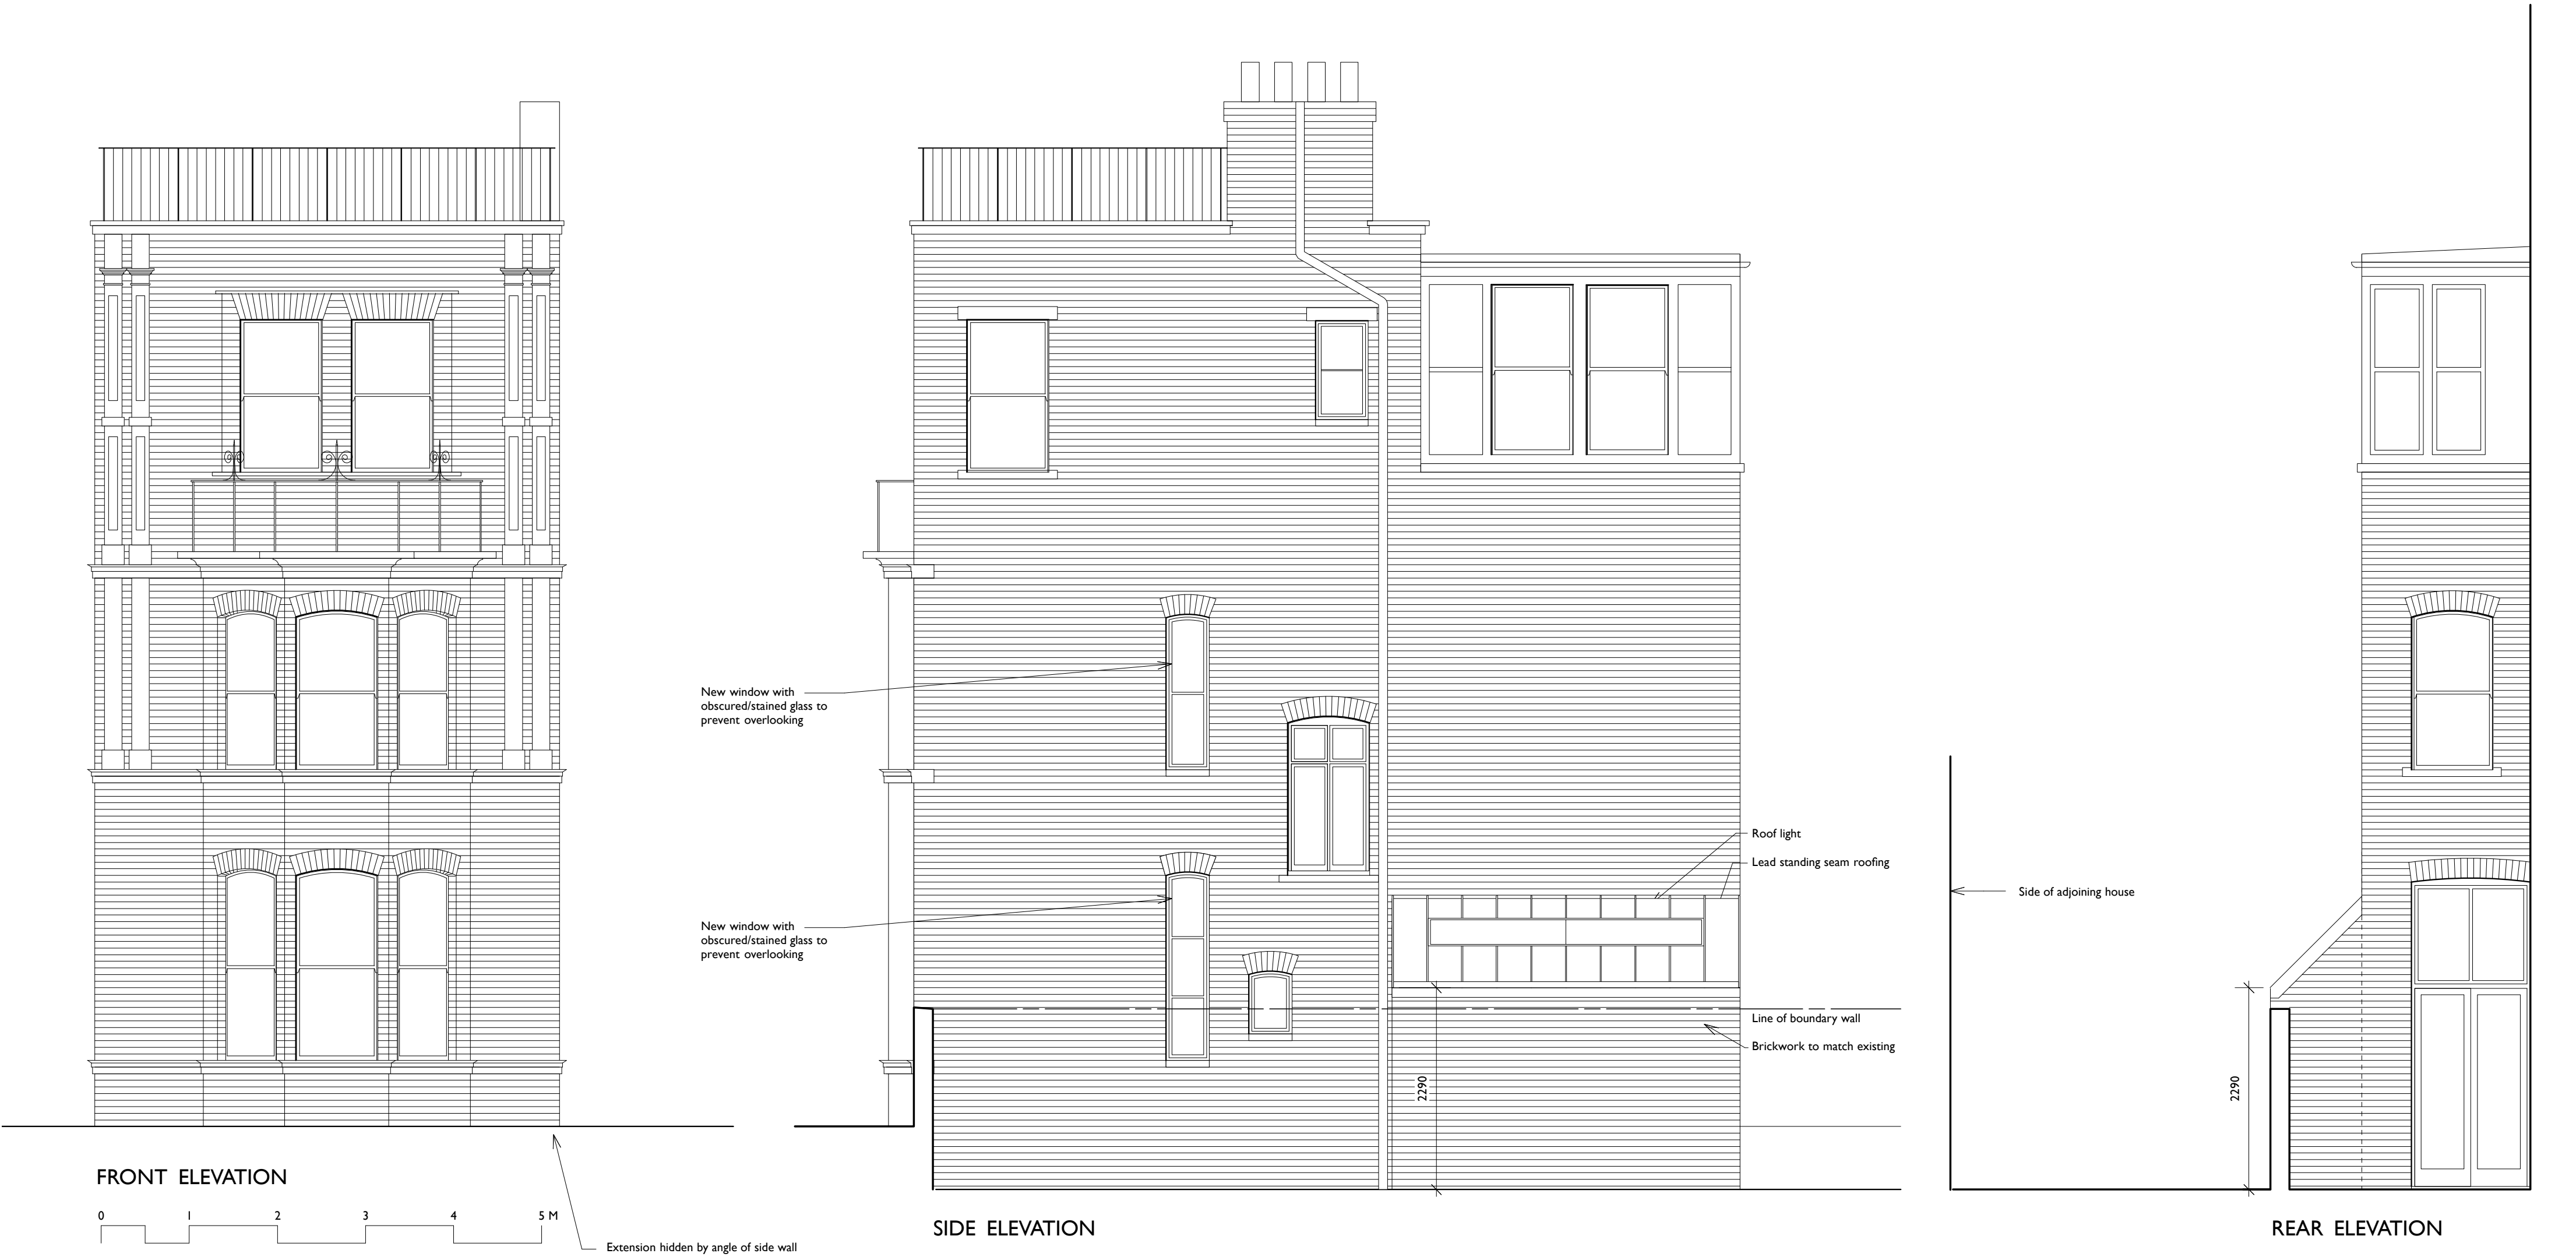 New window with
obscured/stained glass to
prevent overlooking
Roof light
Lead standing seam roofing
Side of adjoining house
New window with
obscured/stained glass to
prevent overlooking
Line of boundary wall
Brickwork to match existing
2290
2290
FRONT ELEVATION
0 1 2 3 4 5 M
Extension hidden by angle of side wall
SIDE ELEVATION
REAR ELEVATION